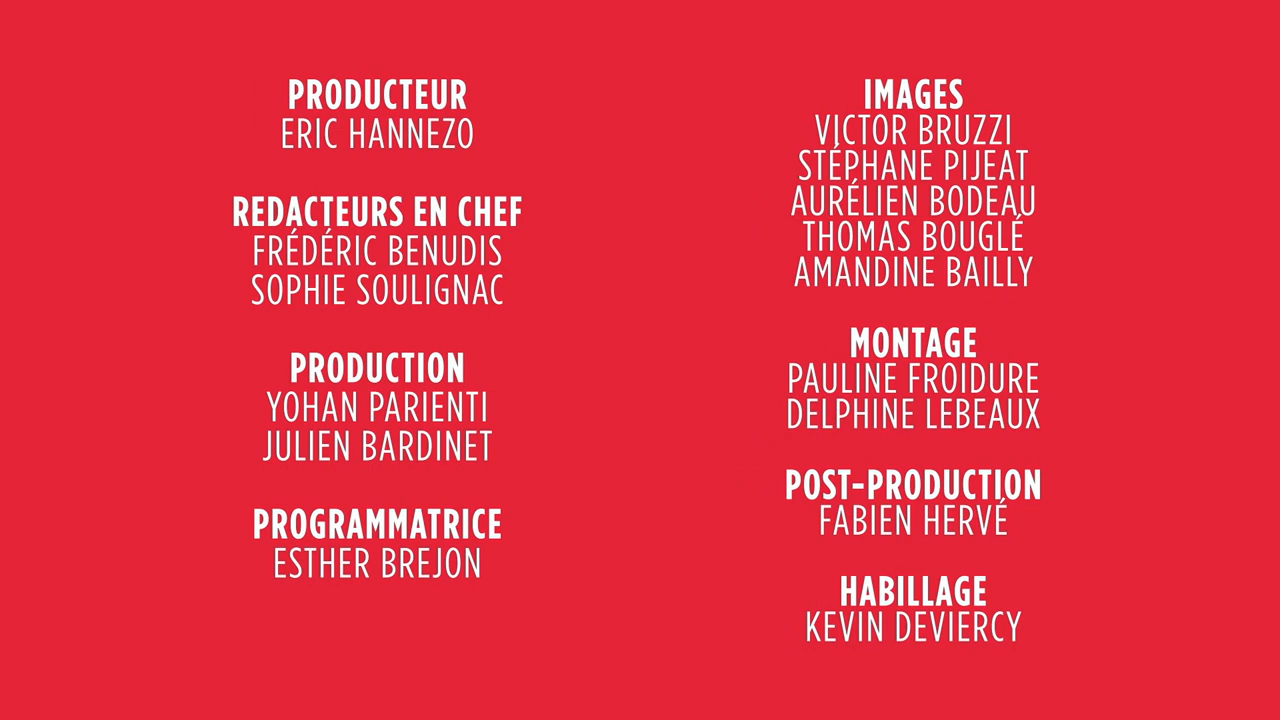 PRODUCTEUR
ERIC HANNEZO
REDACTEURS EN CHEF
FRÉDÉRIC BENUDIS
SOPHIE SOULIGNAC
PRODUCTION
YOHAN PARIENTI
JULIEN BARDINET
PROGRAMMATRICE
ESTHER BREJON
IMAGES
VICTOR BRUZZI
STÉPHANE PIJEAT
AURÉLIEN BODEAU
THOMAS BOUGLÉ
AMANDINE BAILLY
MONTAGE
PAULINE FROIDURE
DELPHINE LEBEAUX
POST-PRODUCTION
FABIEN HERVÉ
HABILLAGE
KEVIN DEVIERCY